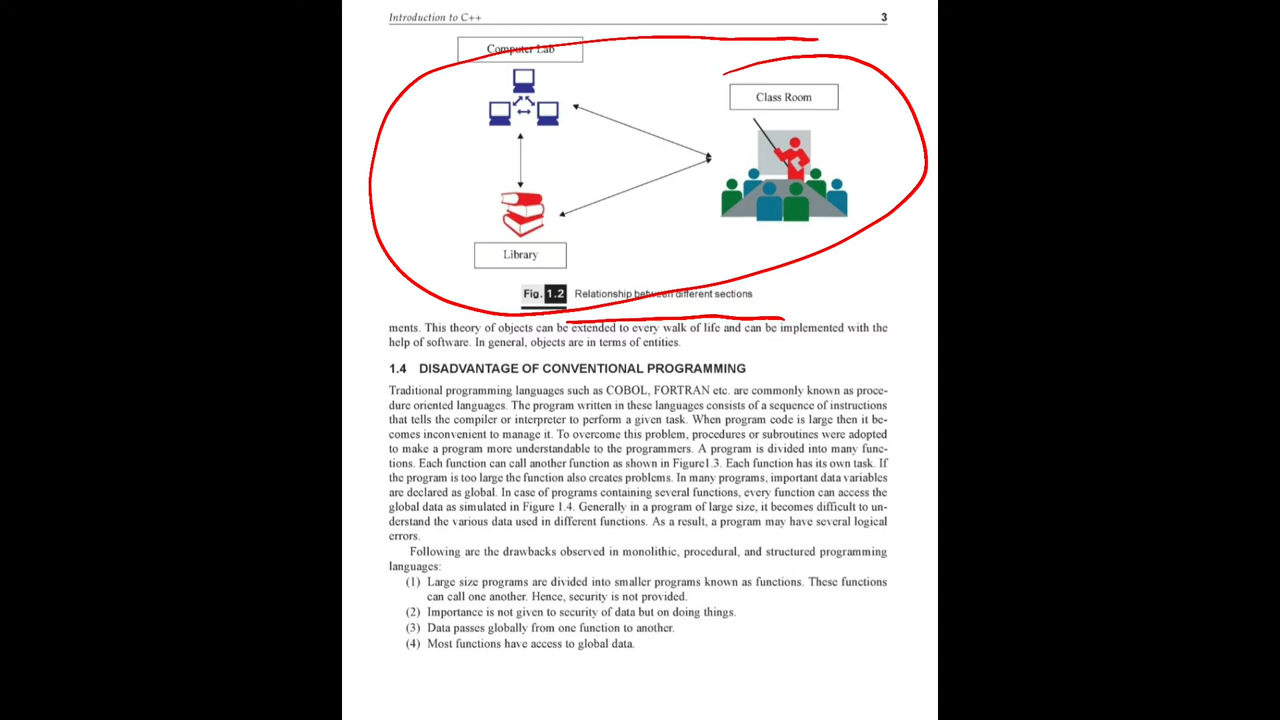 Introduction to C++ 3
Computer Lab
Class Room
Library
Fig. 1.2 Relationship between different sections
ments. This theory of objects can be extended to every walk of life and can be implemented with the
help of software. In general, objects are in terms of entities.
1.4 DISADVANTAGE OF CONVENTIONAL PROGRAMMING
Traditional programming languages such as COBOL, FORTRAN etc. are commonly known as proce-
dure oriented languages. The program written in these languages consists of a sequence of instructions
that tells the compiler or interpreter to perform a given task. When program code is large then it be-
comes inconvenient to manage it. To overcome this problem, procedures or subroutines were adopted
to make a program more understandable to the programmers. A program is divided into many func-
tions. Each function can call another function as shown in Figure1.3. Each function has its own task. If
the program is too large the function also creates problems. In many programs, important data variables
are declared as global. In case of programs containing several functions, every function can access the
global data as simulated in Figure 1.4. Generally in a program of large size, it becomes difficult to un-
derstand the various data used in different functions. As a result, a program may have several logical
errors.
Following are the drawbacks observed in monolithic, procedural, and structured programming
languages:
(1) Large size programs are divided into smaller programs known as functions. These functions
can call one another. Hence, security is not provided.
(2) Importance is not given to security of data but on doing things.
(3) Data passes globally from one function to another.
(4) Most functions have access to global data.